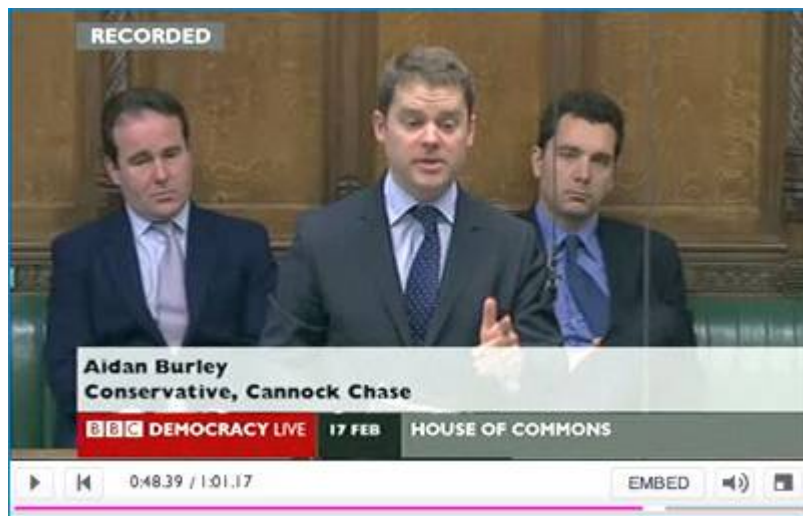 RECORDED
Aidan Burley
Conservative, Cannock Chase
BBC DEMOCRACY LIVE 17 FEB HOUSE OF COMMONS
0:48.39 / 1:01.17 EMBED